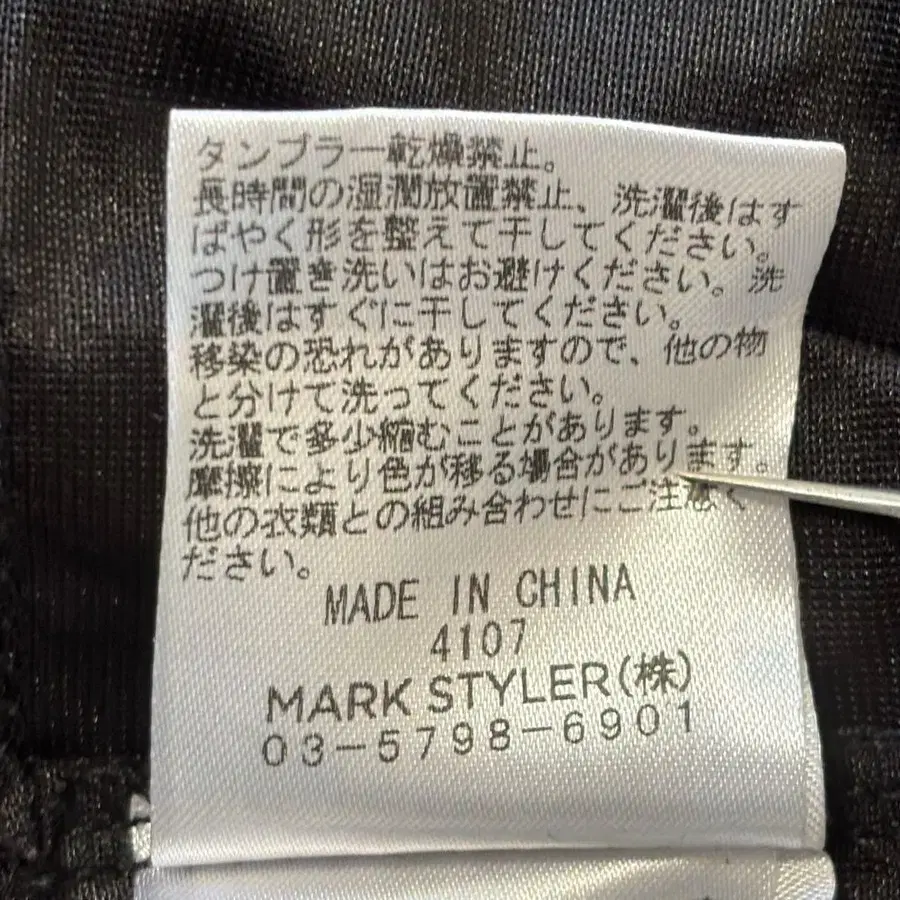 タンブラー乾燥禁止。
長時間の湿潤放置禁止、洗濯後はす
ばやく形を整えて干してください。
つけ置き洗いはお避けください。洗
濯後はすぐに干してください。
移染の恐れがありますので、他の物
と分けて洗ってください。
洗濯で多少縮むことがあります。
摩擦により色が移る場合があります。
他の衣類との組み合わせにご注意く
ださい。
MADE IN CHINA
4107
MARK STYLER(株)
03-5798-6901